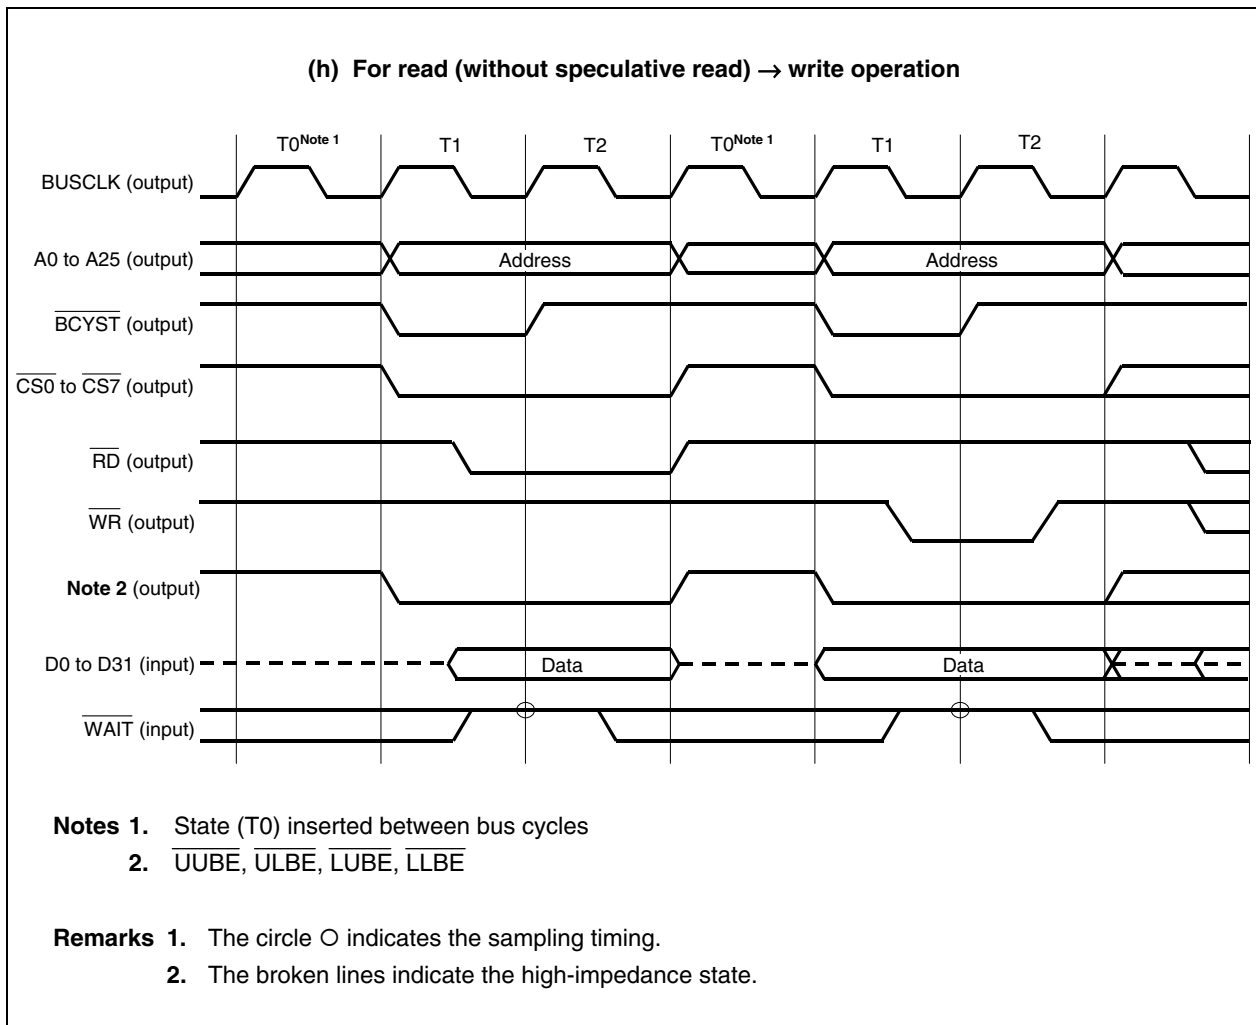 (h) For read (without speculative read) → write operation
T0Note 1 T1 T2 T0Note 1 T1 T2
BUSCLK (output)
A0 to A25 (output) Address Address
BCYST (output)
CS0 to CS7 (output)
RD (output)
WR (output)
Note 2 (output)
D0 to D31 (input) Data Data
WAIT (input)
Notes 1. State (T0) inserted between bus cycles
2. UUBE, ULBE, LUBE, LLBE
Remarks 1. The circle O indicates the sampling timing.
2. The broken lines indicate the high-impedance state.